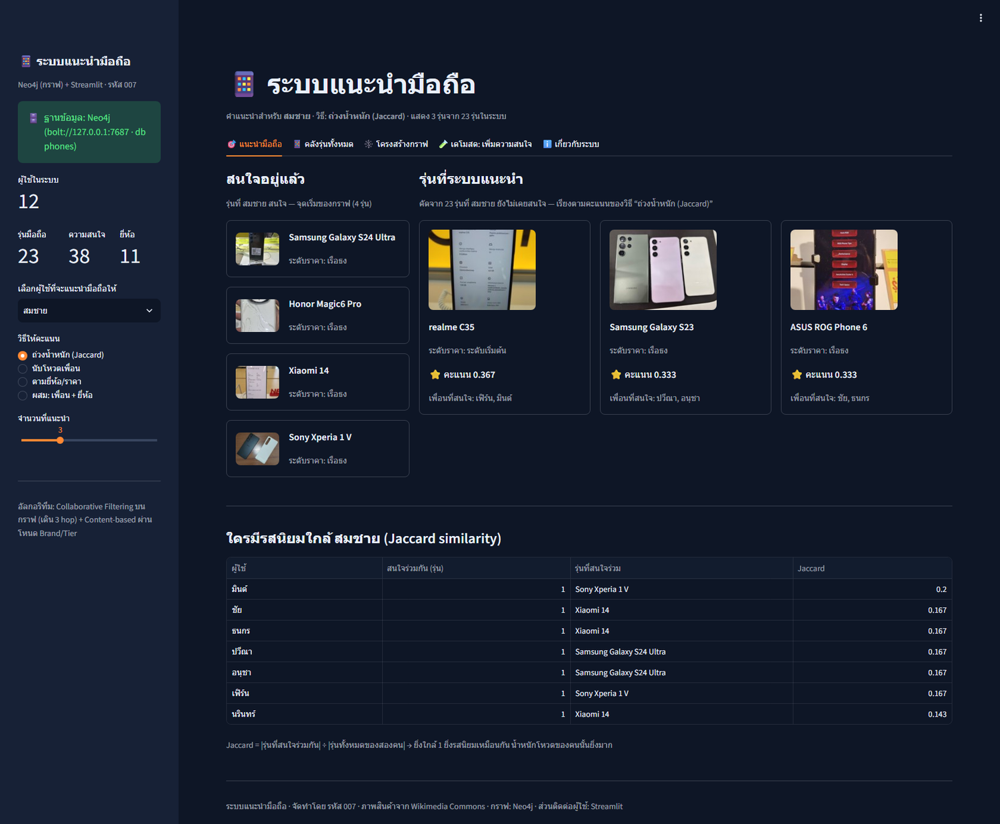 ระบบแนะนำมือถือ
Neo4j (กราฟ) + Streamlit · รหัส 007
ฐานข้อมูล: Neo4j
(bolt://127.0.0.1:7687 · db
phones)
ผู้ใช้ในระบบ
12
รุ่นมือถือ ความสนใจ ยี่ห้อ
23 38 11
เลือกผู้ใช้ที่จะแนะนำมือถือให้
สมชาย
วิธีให้คะแนน
ถ่วงน้ำหนัก (Jaccard)
นับโหวตเพื่อน
ตามยี่ห้อ/ราคา
ผสม: เพื่อน + ยี่ห้อ
จำนวนที่แนะนำ
3
อัลกอริทึม: Collaborative Filtering บน
กราฟ (เดิน 3 hop) + Content-based ผ่าน
โหนด Brand/Tier
ระบบแนะนำมือถือ
คำแนะนำสำหรับ สมชาย · วิธี: ถ่วงน้ำหนัก (Jaccard) · แสดง 3 รุ่นจาก 23 รุ่นในระบบ
แนะนำมือถือ คลังรุ่นทั้งหมด โครงสร้างกราฟ เดโมสด: เพิ่มความสนใจ เกี่ยวกับระบบ
สนใจอยู่แล้ว
รุ่นที่ สมชาย สนใจ — จุดเริ่มของกราฟ (4 รุ่น)
Samsung Galaxy S24 Ultra
ระดับราคา: เรือธง
Honor Magic6 Pro
ระดับราคา: เรือธง
Xiaomi 14
ระดับราคา: เรือธง
Sony Xperia 1 V
ระดับราคา: เรือธง
รุ่นที่ระบบแนะนำ
คัดจาก 23 รุ่นที่ สมชาย ยังไม่เคยสนใจ — เรียงตามคะแนนของวิธี “ถ่วงน้ำหนัก (Jaccard)”
realme C35
ระดับราคา: ระดับเริ่มต้น
คะแนน 0.367
เพื่อนที่สนใจ: เฟิร์น, มินต์
Samsung Galaxy S23
ระดับราคา: เรือธง
คะแนน 0.333
เพื่อนที่สนใจ: ปวีณา, อนุชา
ASUS ROG Phone 6
ระดับราคา: เรือธง
คะแนน 0.333
เพื่อนที่สนใจ: ชัย, ธนกร
ใครมีรสนิยมใกล้ สมชาย (Jaccard similarity)
ผู้ใช้ สนใจร่วมกัน (รุ่น) รุ่นที่สนใจร่วม Jaccard
มินต์ 1 Sony Xperia 1 V 0.2
ชัย 1 Xiaomi 14 0.167
ธนกร 1 Xiaomi 14 0.167
ปวีณา 1 Samsung Galaxy S24 Ultra 0.167
อนุชา 1 Samsung Galaxy S24 Ultra 0.167
เฟิร์น 1 Sony Xperia 1 V 0.167
นรินทร์ 1 Xiaomi 14 0.143
Jaccard = |รุ่นที่สนใจร่วมกัน| ÷ |รุ่นทั้งหมดของสองคน| → ยิ่งใกล้ 1 ยิ่งรสนิยมเหมือนกัน น้ำหนักโหวตของคนนั้นยิ่งมาก
ระบบแนะนำมือถือ · จัดทำโดย รหัส 007 · ภาพสินค้าจาก Wikimedia Commons · กราฟ: Neo4j · ส่วนติดต่อผู้ใช้: Streamlit